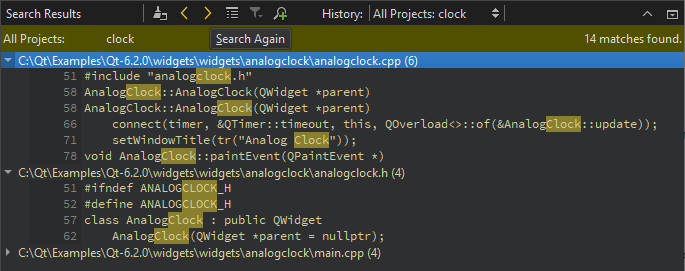 Search Results
History: All Projects: clock
All Projects: clock Search Again 14 matches found.
C:\Qt\Examples\Qt-6.2.0\widgets\widgets\analogclock\analogclock.cpp (6)
51 #include "analogclock.h"
58 AnalogClock::AnalogClock(QWidget *parent)
58 AnalogClock::AnalogClock(QWidget *parent)
66 connect(timer, &QTimer::timeout, this, QOverload<>::of(&AnalogClock::update));
71 setWindowTitle(tr("Analog Clock"));
78 void AnalogClock::paintEvent(QPaintEvent *)
C:\Qt\Examples\Qt-6.2.0\widgets\widgets\analogclock\analogclock.h (4)
51 #ifndef ANALOGCLOCK_H
52 #define ANALOGCLOCK_H
57 class AnalogClock : public QWidget
62 AnalogClock(QWidget *parent = nullptr);
C:\Qt\Examples\Qt-6.2.0\widgets\widgets\analogclock\main.cpp (4)